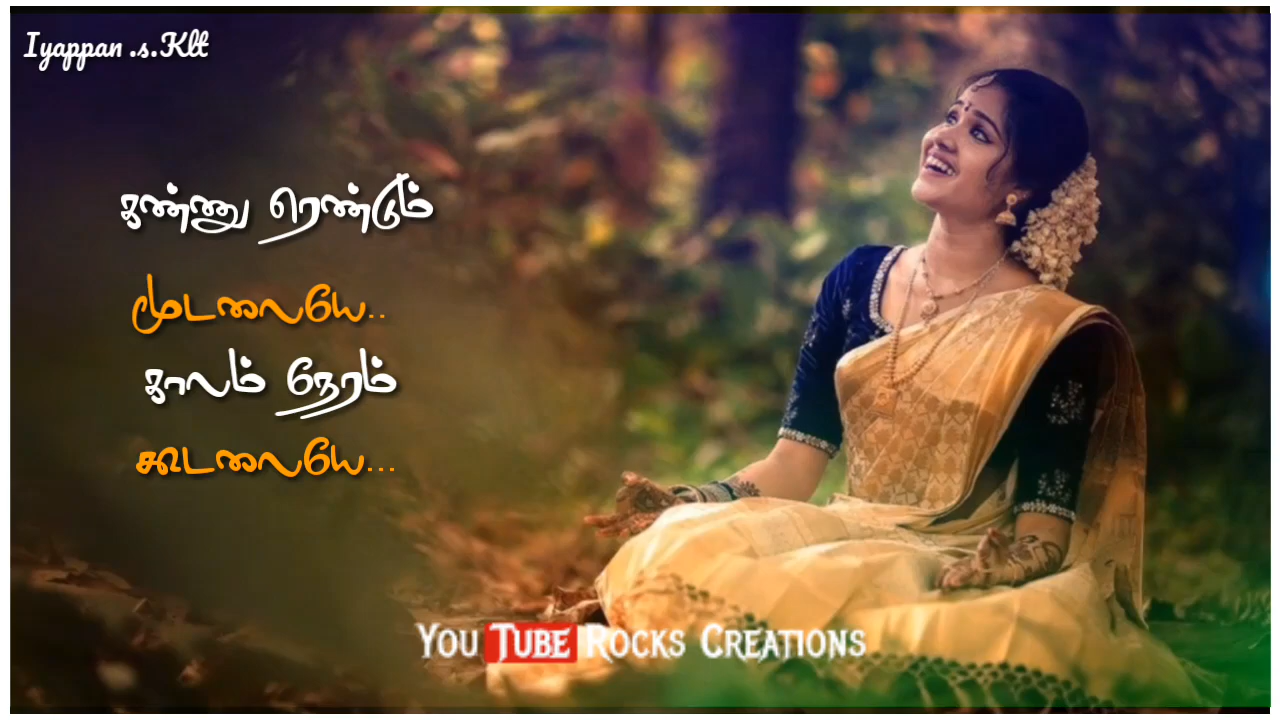 Iyappan .s.Klt
கண்ணு ரெண்டும்
மூடலையே..
காலம் நேரம்
கூடலையே...
YOU TUBE ROCKS CREATIONS